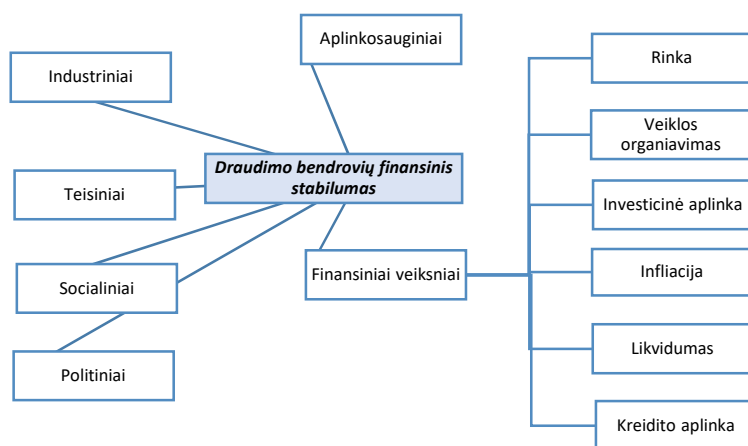 Aplinkosauginiai
Industriniai
Teisiniai
Socialiniai
Politiniai
Draudimo bendrovių finansinis
stabilumas
Finansiniai veiksniai
Rinka
Veiklos
organiavimas
Investicinė aplinka
Infliacija
Likvidumas
Kreidito aplinka